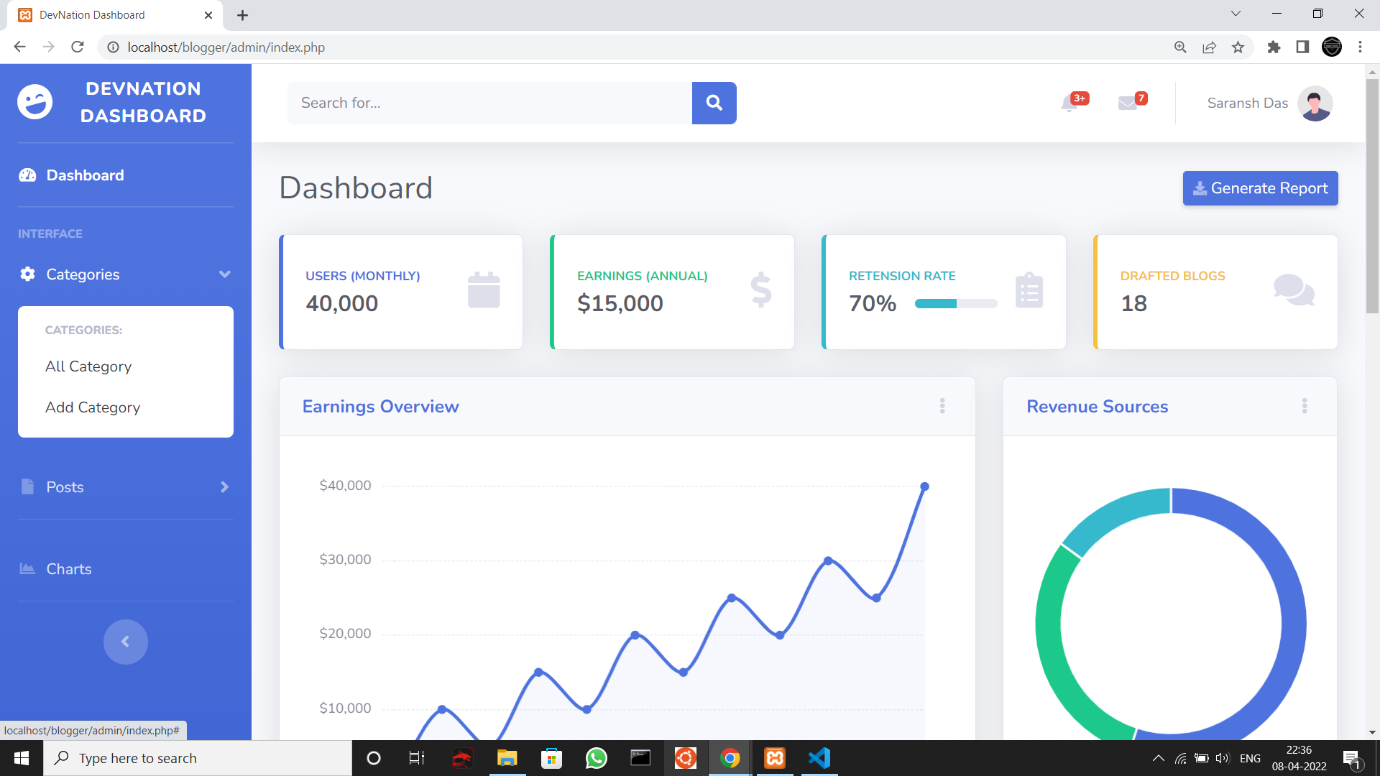 DevNation Dashboard
localhost/blogger/admin/index.php
DEVNATION
DASHBOARD
Search for...
3+
7
Saransh Das
Dashboard
Dashboard
Generate Report
INTERFACE
Categories
CATEGORIES:
All Category
Add Category
Posts
Charts
USERS (MONTHLY)
40,000
EARNINGS (ANNUAL)
$15,000
RETENSION RATE
70%
DRAFTED BLOGS
18
Earnings Overview
Revenue Sources
$40,000
$30,000
$20,000
$10,000
localhost/blogger/admin/index.php#
Type here to search
ENG
22:36
08-04-2022
1